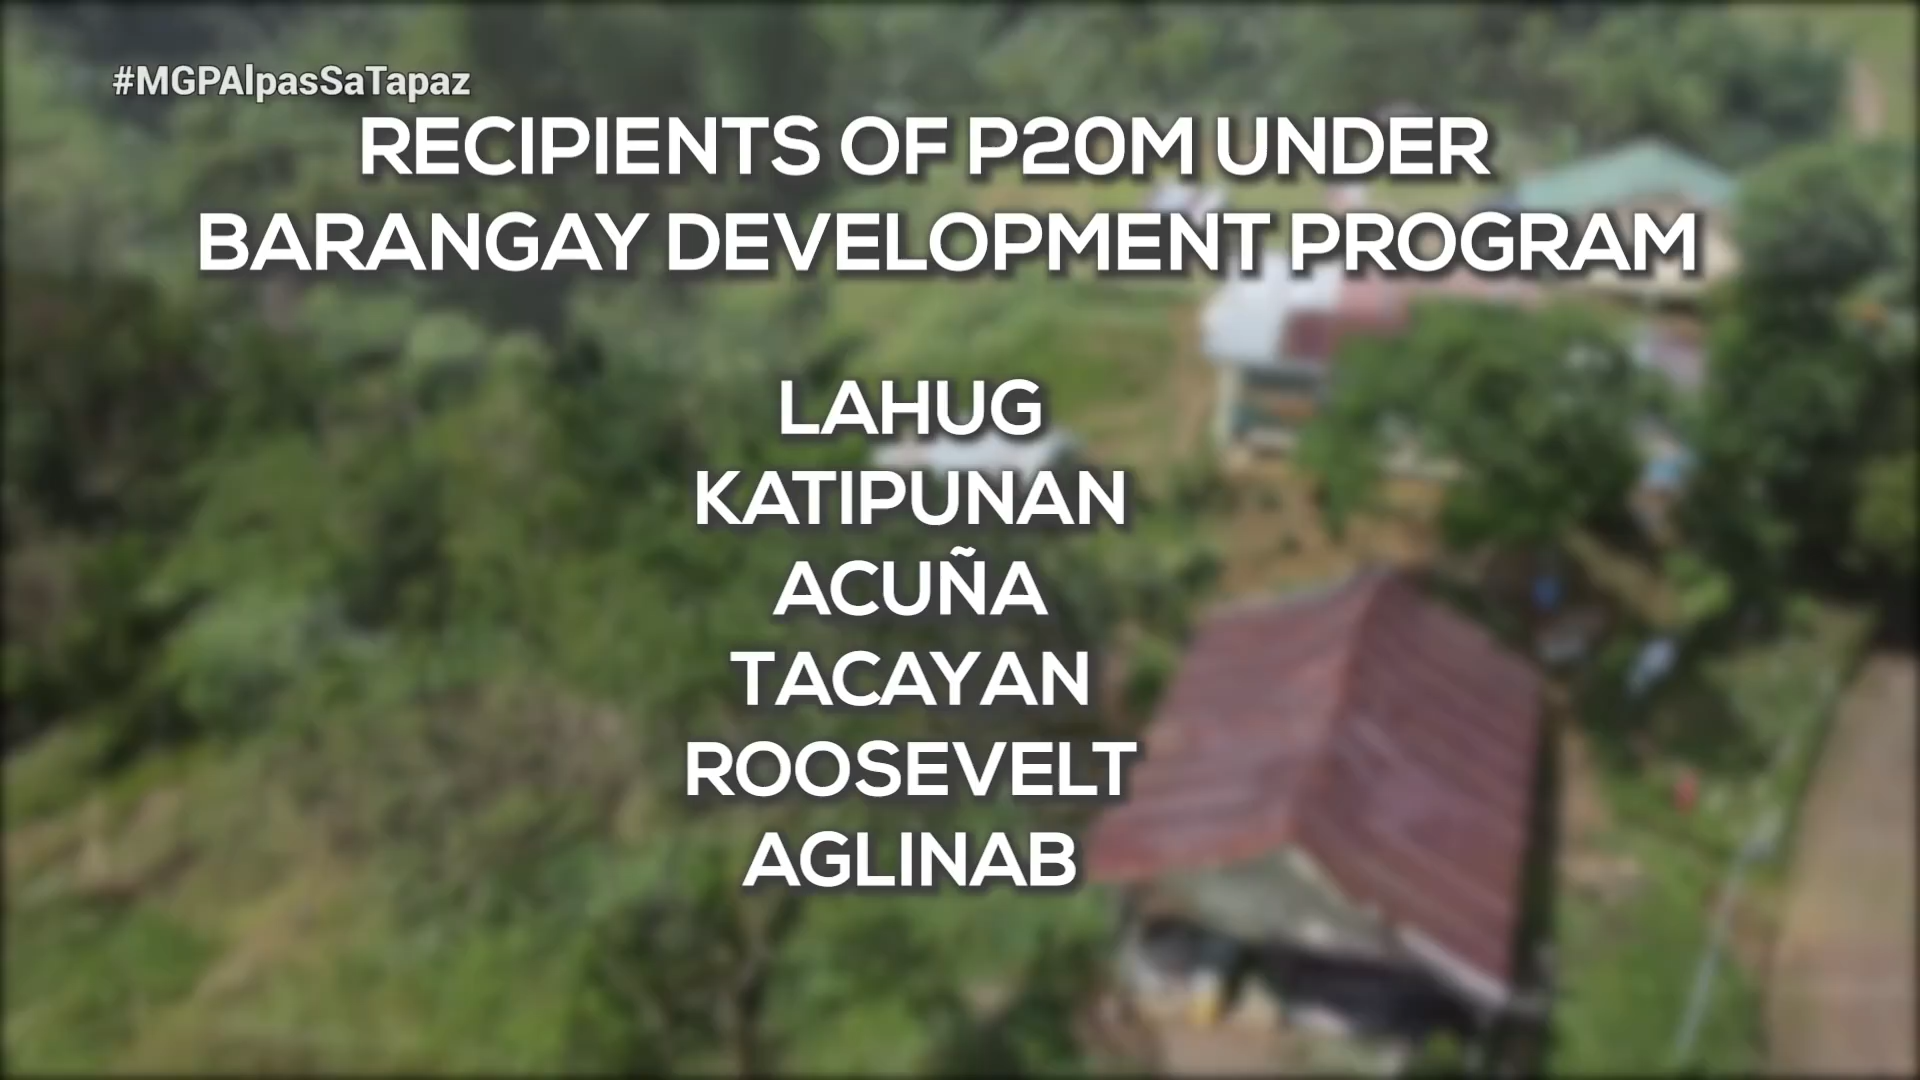 #MGPAlpasSaTapaz
RECIPIENTS OF P20M UNDER
BARANGAY DEVELOPMENT PROGRAM
LAHUG
KATIPUNAN
ACUÑA
TACAYAN
ROOSEVELT
AGLINAB